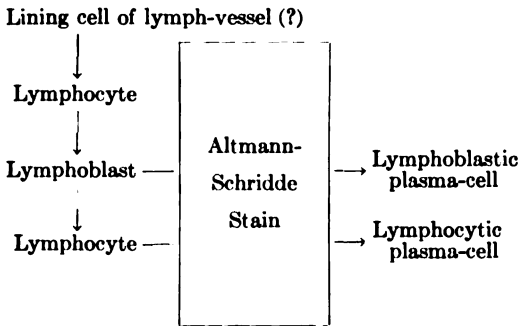 Lining cell of lymph-vessel (?)
Lymphocyte
Lymphoblast
Lymphocyte
Altmann-
Schridde
Stain
Lymphoblastic
plasma-cell
Lymphocytic
plasma-cell